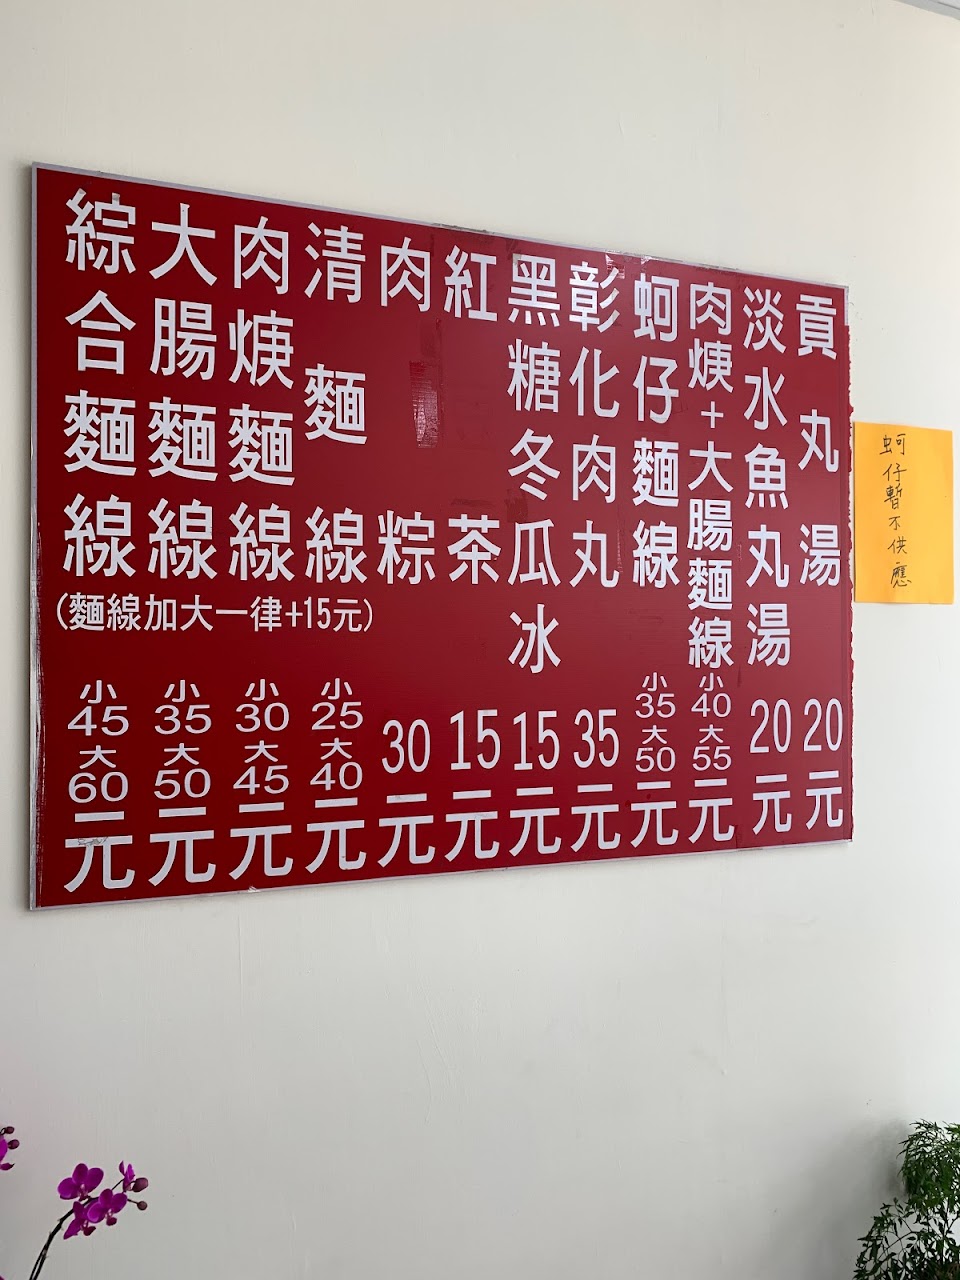 綜合麵線 小45大60元
大腸麵線 小35大50元
肉焿麵線 小30大45元
清麵線 小25大40元
(麵線加大一律+15元)
肉粽 30元
紅茶 15元
黑糖冬瓜冰 15元
彰化肉丸 35元
蚵仔麵線 小35大50元
肉焿+大腸麵線 小40大55元
淡水魚丸湯 20元
貢丸湯 20元
蚵仔暫不供應